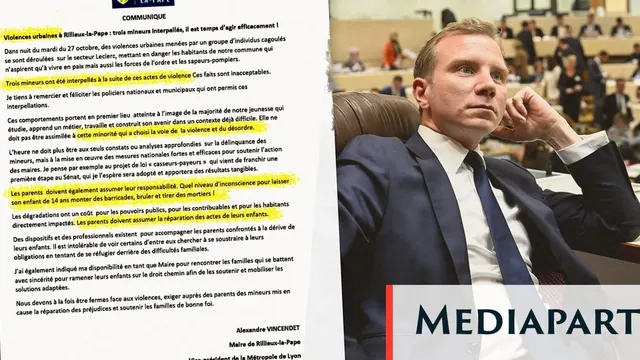 LA-PAPE
COMMUNIQUE
Violences urbaines à Rillieux-la-Pape : trois mineurs interpellés, il est temps d'agir efficacement !
Dans nuit du mardi du 27 octobre, des violences urbaines menées par un groupe d'individus cagoulés
se sont déroulées sur le secteur Leclerc, mettant en danger les habitants de notre commune qui
n'aspirent qu'à vivre en paix mais aussi les forces de l'ordre et les sapeurs-pompiers.
Trois mineurs ont été interpellés à la suite de ces actes de violence Ces faits sont inacceptables.
Je tiens à remercier et féliciter les policiers nationaux et municipaux qui ont permis ces
interpellations.
Ces comportements portent en premier lieu atteinte à l'image de la majorité de notre jeunesse qui
étudie, apprend un métier, travaille et construit son avenir dans un contexte déjà difficile. Elle ne
doit pas être assimilée à cette minorité qui a choisi la voie de la violence et du désordre.
L'heure ne doit plus être aux seuls constats ou analyses approfondies sur la délinquance des
mineurs, mais à la mise en œuvre des mesures nationales fortes et efficaces pour soutenir l'action
des maires. Je pense par exemple au projet de loi « casseurs-payeurs » qui vient de franchir une
première étape au Sénat, qui je l'espère sera adopté et apportera des résultats tangibles.
Les parents doivent également assumer leur responsabilité. Quel niveau d'inconscience pour laisser
son enfant de 14 ans monter des barricades, bruler et tirer des mortiers !
Les dégradations ont un coût pour les pouvoirs publics, pour les contribuables et pour les habitants
directement impactés. Les parents doivent assumer la réparation des actes de leurs enfants.
Des dispositifs et des professionnels existent pour accompagner les parents confrontés à la dérive de
leurs enfants. Il est intolérable de voir certains d'entre eux chercher à se soustraire à leurs
obligations en tentant de se réfugier derrière des difficultés familiales.
J'ai également indiqué ma disponibilité en tant que Maire pour rencontrer les familles qui se battent
avec sincérité pour ramener leurs enfants sur le droit chemin afin de les soutenir et mobiliser les
solutions adaptées.
Nous devons à la fois être fermes face aux violences, exiger auprès des parents des mineurs mis en
cause la réparation des préjudices et soutenir les familles de bonne foi.
Alexandre VINCENDET
Maire de Rillieux-la-Pape
Vice-président de la Métropole de Lyon
MEDIAPART